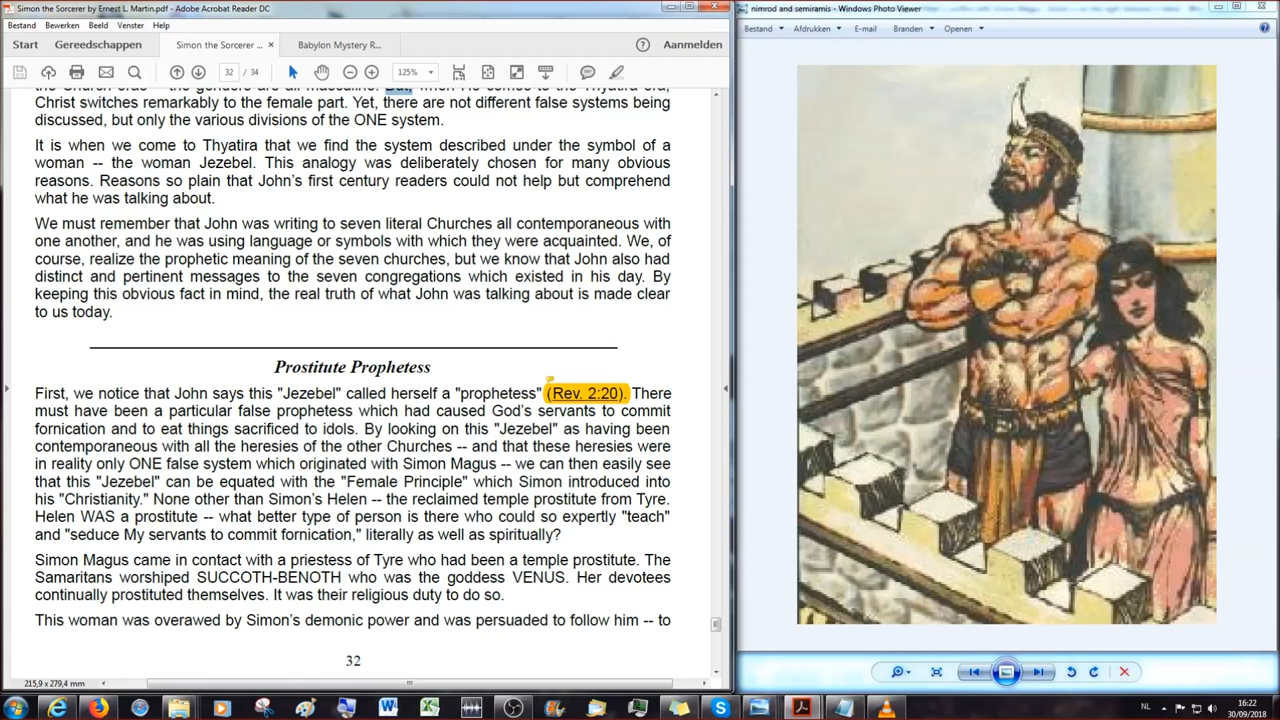 Simon the Sorcerer by Ernest L. Martin.pdf - Adobe Acrobat Reader DC
Bestand Bewerken Beeld Venster Help
Start Gereedschappen Simon the Sorcerer ... × Babylon Mystery R... Aanmelden
32 / 34 125%
Christ switches remarkably to the female part. Yet, there are not different false systems being
discussed, but only the various divisions of the ONE system.
It is when we come to Thyatira that we find the system described under the symbol of a
woman -- the woman Jezebel. This analogy was deliberately chosen for many obvious
reasons. Reasons so plain that John's first century readers could not help but comprehend
what he was talking about.
We must remember that John was writing to seven literal Churches all contemporaneous with
one another, and he was using language or symbols with which they were acquainted. We, of
course, realize the prophetic meaning of the seven churches, but we know that John also had
distinct and pertinent messages to the seven congregations which existed in his day. By
keeping this obvious fact in mind, the real truth of what John was talking about is made clear
to us today.
Prostitute Prophetess
First, we notice that John says this "Jezebel" called herself a "prophetess" (Rev. 2:20). There
must have been a particular false prophetess which had caused God's servants to commit
fornication and to eat things sacrificed to idols. By looking on this "Jezebel" as having been
contemporaneous with all the heresies of the other Churches -- and that these heresies were
in reality only ONE false system which originated with Simon Magus -- we can then easily see
that this "Jezebel" can be equated with the "Female Principle" which Simon introduced into
his "Christianity." None other than Simon's Helen -- the reclaimed temple prostitute from Tyre.
Helen WAS a prostitute -- what better type of person is there who could so expertly "teach"
and "seduce My servants to commit fornication," literally as well as spiritually?
Simon Magus came in contact with a priestess of Tyre who had been a temple prostitute. The
Samaritans worshiped SUCCOTH-BENOTH who was the goddess VENUS. Her devotees
continually prostituted themselves. It was their religious duty to do so.
This woman was overawed by Simon's demonic power and was persuaded to follow him -- to
32
215,9 x 279,4 mm
nimrod and semiramis - Windows Photo Viewer
Bestand Afdrukken E-mail Branden Openen
NL 16:22
30/09/2018